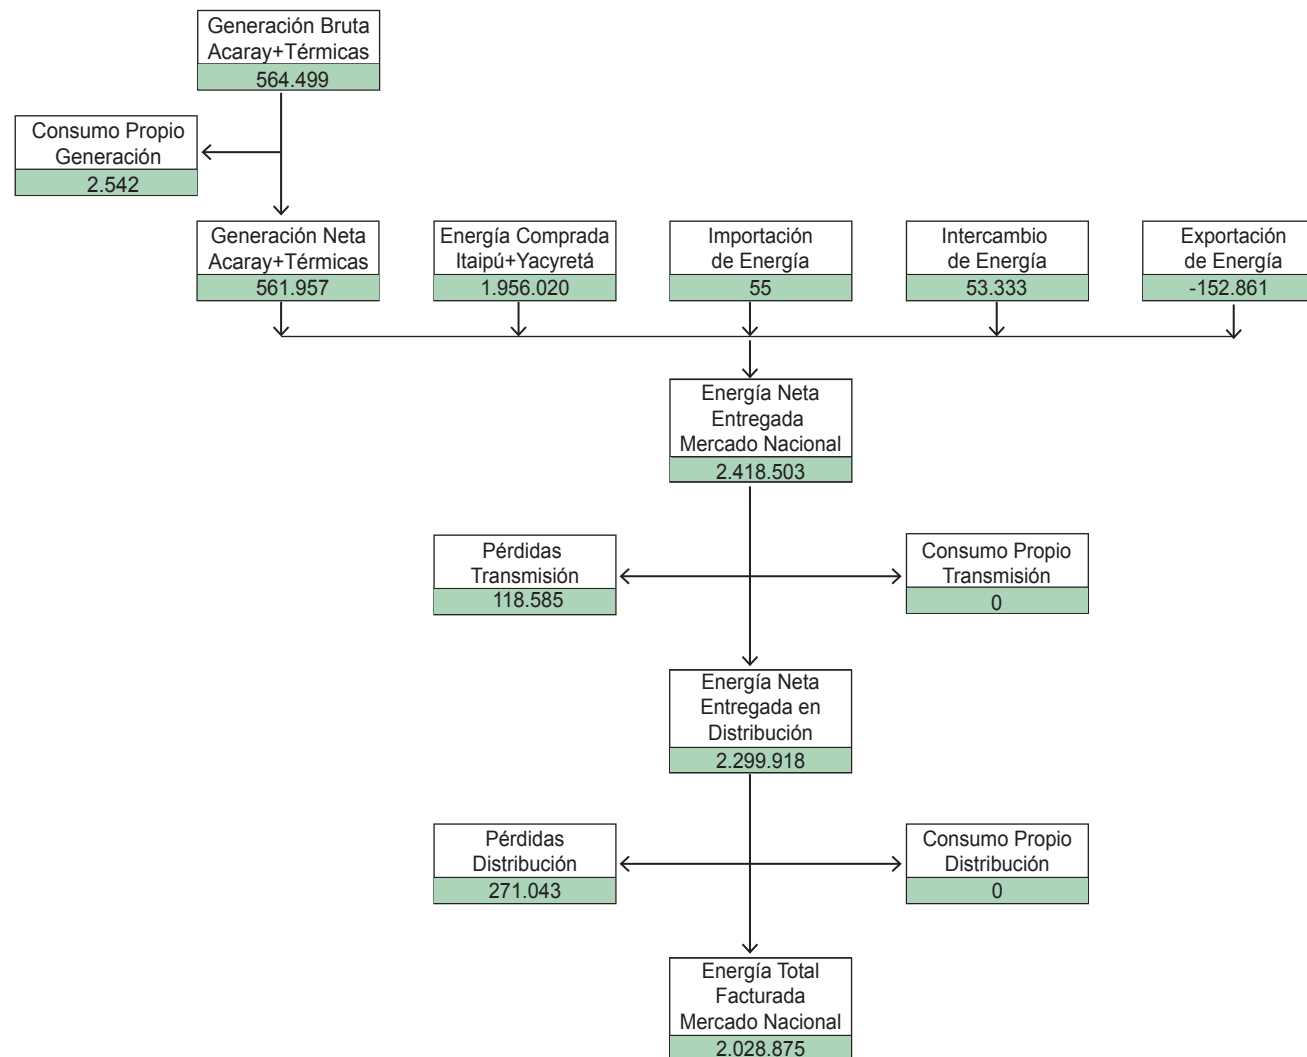 Generación Bruta
Acaray+Térmicas
564.499
Consumo Propio
Generación
2.542
Generación Neta
Acaray+Térmicas
561.957
Energía Comprada
Itaipú+Yacyretá
1.956.020
Importación
de Energía
55
Intercambio
de Energía
53.333
Exportación
de Energía
-152.861
Energía Neta
Entregada
Mercado Nacional
2.418.503
Pérdidas
Transmisión
118.585
Consumo Propio
Transmisión
0
Energía Neta
Entregada en
Distribución
2.299.918
Pérdidas
Distribución
271.043
Consumo Propio
Distribución
0
Energía Total
Facturada
Mercado Nacional
2.028.875